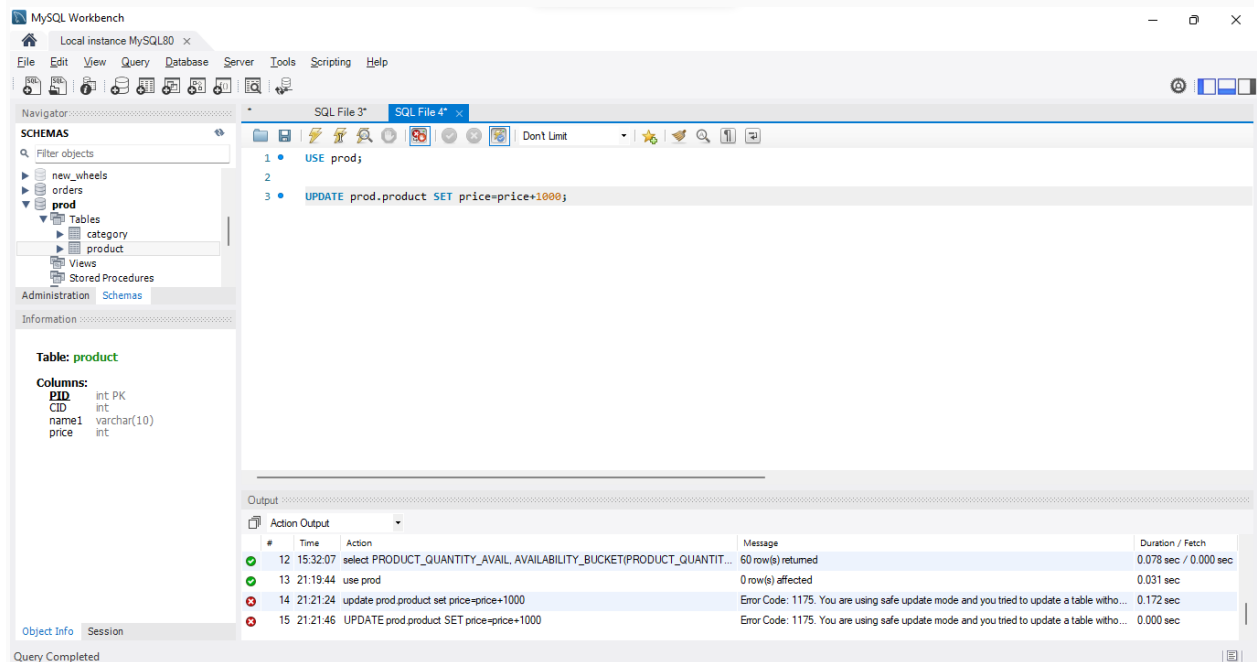 MySQL Workbench
Local instance MySQL80
File Edit View Query Database Server Tools Scripting Help
Navigator
SCHEMAS
Filter objects
new_wheels
orders
prod
Tables
category
product
Views
Stored Procedures
Administration Schemas
Information
Table: product
Columns:
PID int PK
CID int
name1 varchar(10)
price int
Object Info Session
SQL File 3* SQL File 4*
Don't Limit
1 USE prod;
2
3 UPDATE prod.product SET price=price+1000;
Output
Action Output
# Time Action Message Duration / Fetch
12 15:32:07 select PRODUCT_QUANTITY_AVAIL, AVAILABILITY_BUCKET(PRODUCT_QUANTIT... 60 row(s) returned 0.078 sec / 0.000 sec
13 21:19:44 use prod 0 row(s) affected 0.031 sec
14 21:21:24 update prod.product set price=price+1000 Error Code: 1175. You are using safe update mode and you tried to update a table witho... 0.172 sec
15 21:21:46 UPDATE prod.product SET price=price+1000 Error Code: 1175. You are using safe update mode and you tried to update a table witho... 0.000 sec
Query Completed